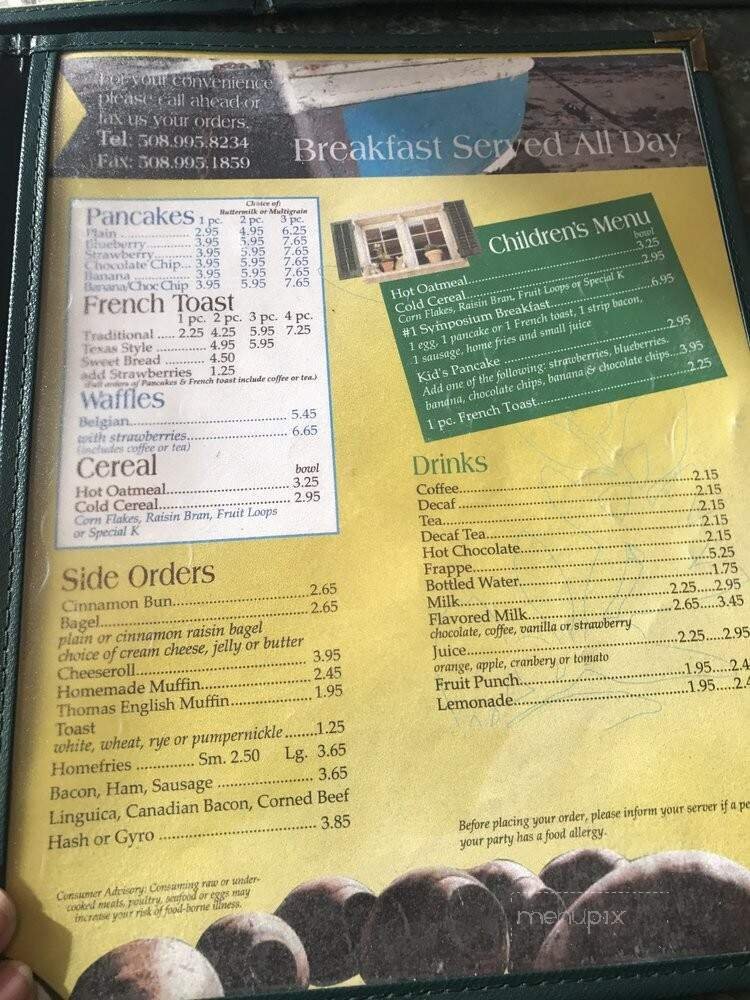 For your convenience
please call ahead or
fax us your orders.
Tel: 508.995.8234
Fax: 508.995.1859
Breakfast Served All Day
Choice of:
Buttermilk or Multigrain
Pancakes 1 pc. 2 pc. 3 pc.
Plain 2.95 4.95 6.25
Blueberry 3.95 5.95 7.65
Strawberry 3.95 5.95 7.65
Chocolate Chip 3.95 5.95 7.65
Banana 3.95 5.95 7.65
Banana/Choc Chip 3.95 5.95 7.65
French Toast
1 pc. 2 pc. 3 pc. 4 pc.
Traditional 2.25 4.25 5.95 7.25
Texas Style 4.95 5.95
Sweet Bread 4.50
add Strawberries 1.25
(Full orders of Pancakes & French toast include coffee or tea.)
Waffles
Belgian 5.45
with strawberries 6.65
(includes coffee or tea)
Cereal bowl
Hot Oatmeal 3.25
Cold Cereal 2.95
Corn Flakes, Raisin Bran, Fruit Loops
or Special K
Side Orders
Cinnamon Bun 2.65
Bagel 2.65
plain or cinnamon raisin bagel
choice of cream cheese, jelly or butter
Cheeseroll 3.95
Homemade Muffin 2.45
Thomas English Muffin 1.95
Toast
white, wheat, rye or pumpernickle 1.25
Homefries Sm. 2.50 Lg. 3.65
Bacon, Ham, Sausage 3.65
Linguica, Canadian Bacon, Corned Beef
Hash or Gyro 3.85
Consumer Advisory: Consuming raw or under-
cooked meats, poultry, seafood or eggs may
increase your risk of food-borne illness.
Children's Menu
bowl
Hot Oatmeal 3.25
Cold Cereal 2.95
Corn Flakes, Raisin Bran, Fruit Loops or Special K
#1 Symposium Breakfast 6.95
1 egg, 1 pancake or 1 French toast, 1 strip bacon,
1 sausage, home fries and small juice
Kid's Pancake 2.95
Add one of the following: strawberries, blueberries,
banana, chocolate chips, banana & chocolate chips 3.95
1 pc. French Toast 2.25
Drinks
Coffee 2.15
Decaf 2.15
Tea 2.15
Decaf Tea 2.15
Hot Chocolate 2.15
Frappe 5.25
Bottled Water 1.75
Milk 2.25 2.95
Flavored Milk 2.65 3.45
chocolate, coffee, vanilla or strawberry
Juice 2.25 2.95
orange, apple, cranbery or tomato
Fruit Punch 1.95 2.4
Lemonade 1.95 2.4
Before placing your order, please inform your server if a pe
your party has a food allergy.
menupix